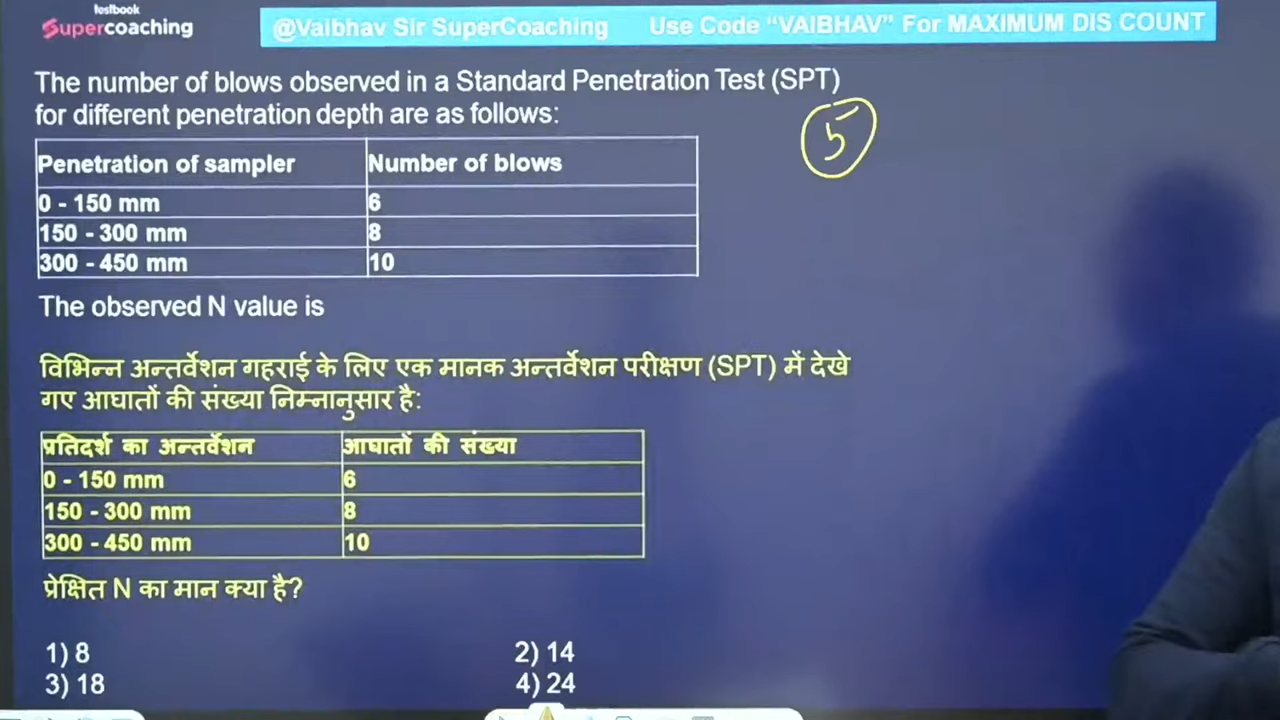 testbook
Supercoaching
@Vaibhav Sir SuperCoaching Use Code “VAIBHAV” For MAXIMUM DIS COUNT
The number of blows observed in a Standard Penetration Test (SPT)
for different penetration depth are as follows:
5
Penetration of sampler Number of blows
0 - 150 mm 6
150 - 300 mm 8
300 - 450 mm 10
The observed N value is
विभिन्न अन्तर्वेशन गहराई के लिए एक मानक अन्तर्वेशन परीक्षण (SPT) में देखे
गए आघातों की संख्या निम्नानुसार है:
प्रतिदर्श का अन्तर्वेशन आघातों की संख्या
0 - 150 mm 6
150 - 300 mm 8
300 - 450 mm 10
प्रेक्षित N का मान क्या है?
1) 8 2) 14
3) 18 4) 24